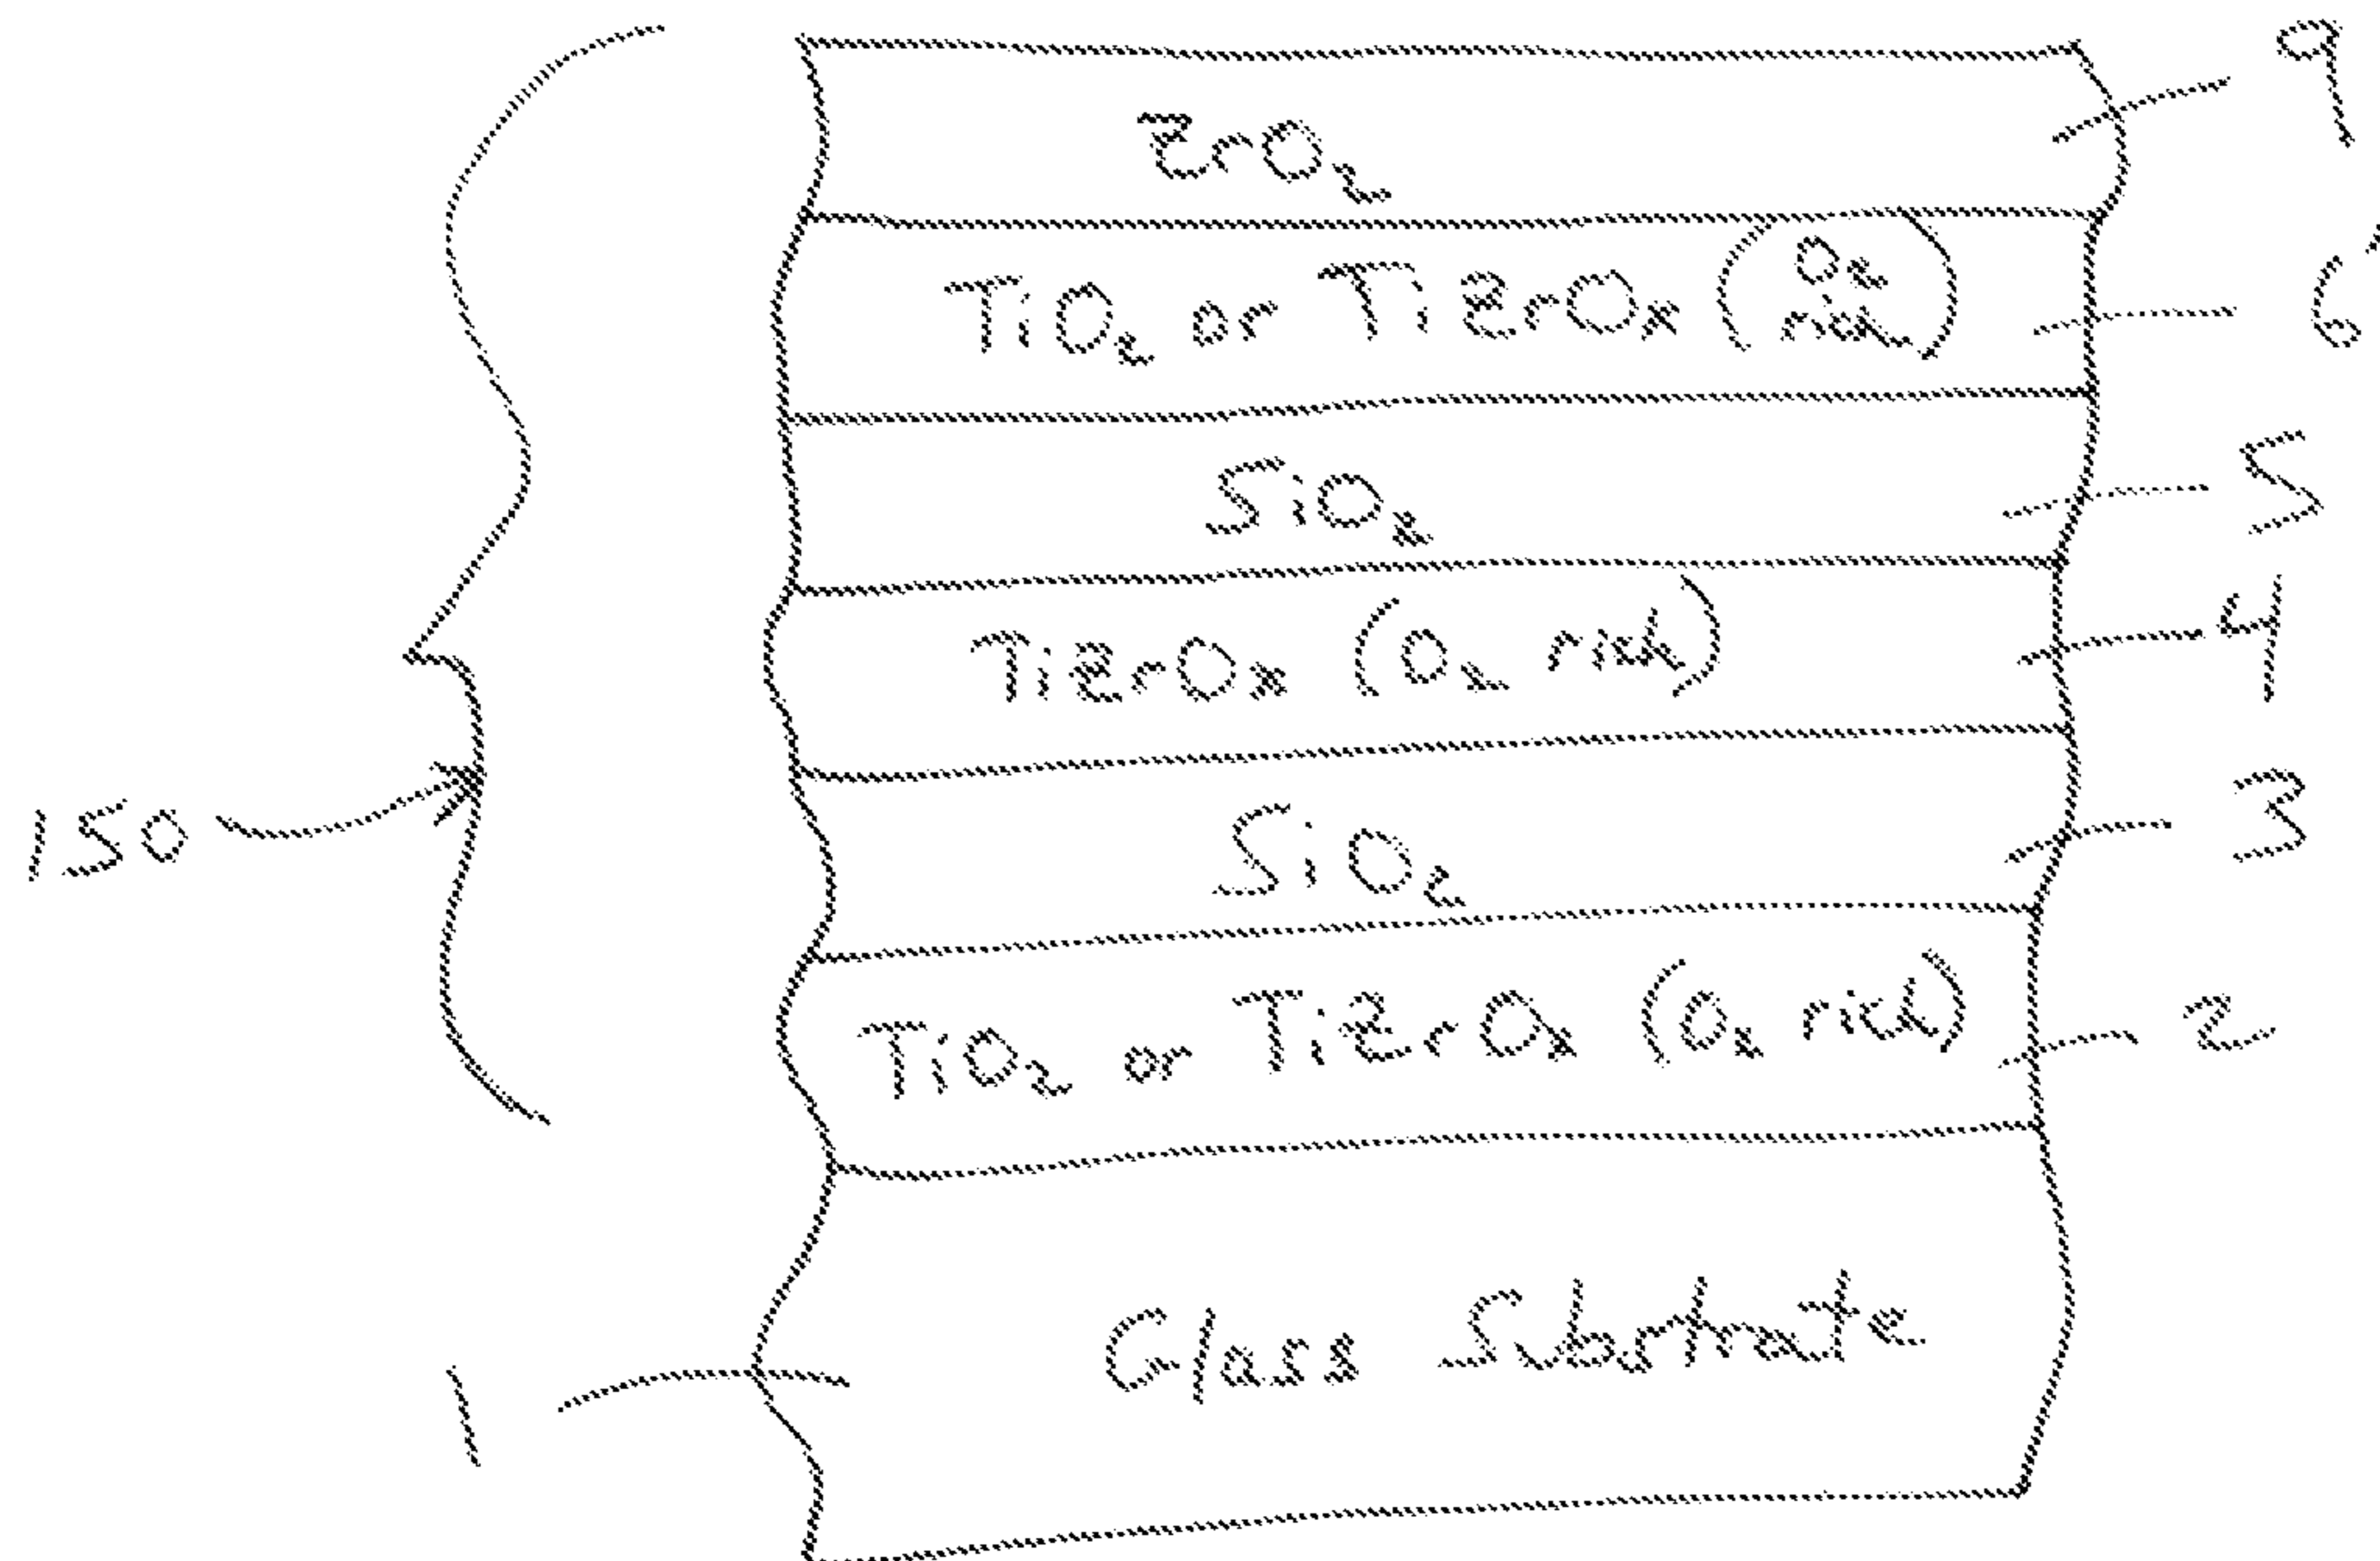 ZrO₂ 9
TiO₂ or TiZrOx (O₂ rich) 6'
SiO₂ 5
TiZrOx (O₂ rich) 4
150
SiO₂ 3
TiO₂ or TiZrOx (O₂ rich) 2
1 Glass Substrate